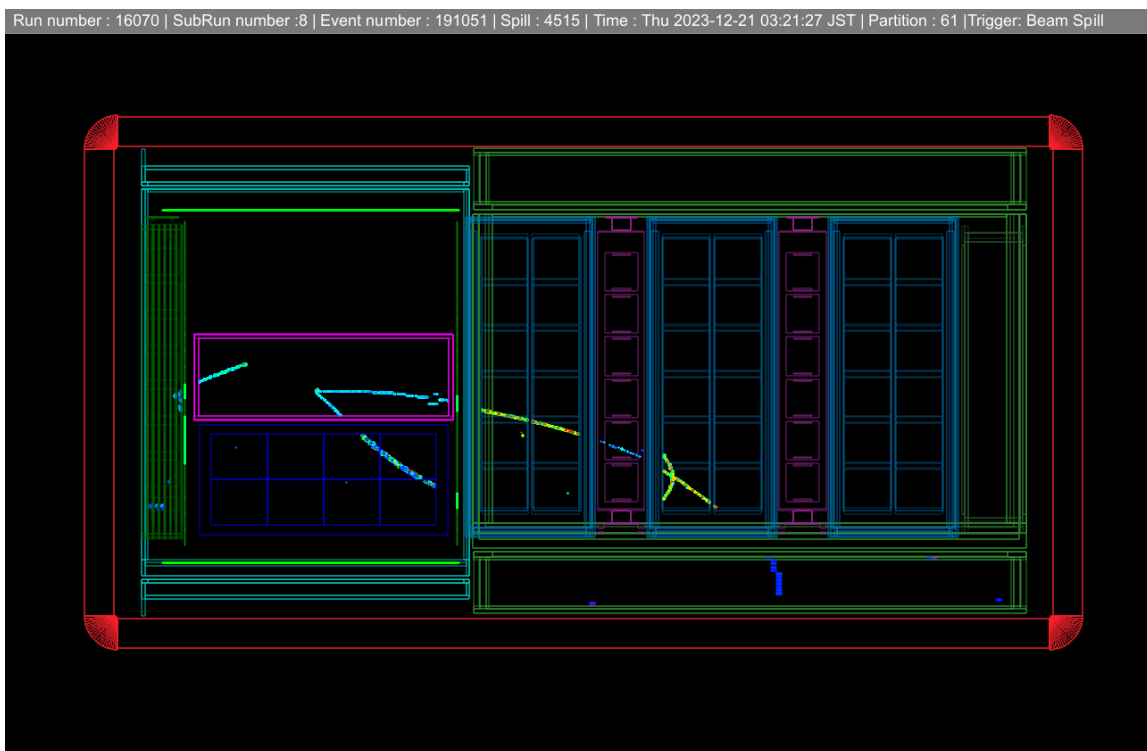 Run number : 16070 | SubRun number :8 | Event number : 191051 | Spill : 4515 | Time : Thu 2023-12-21 03:21:27 JST | Partition : 61 |Trigger: Beam Spill